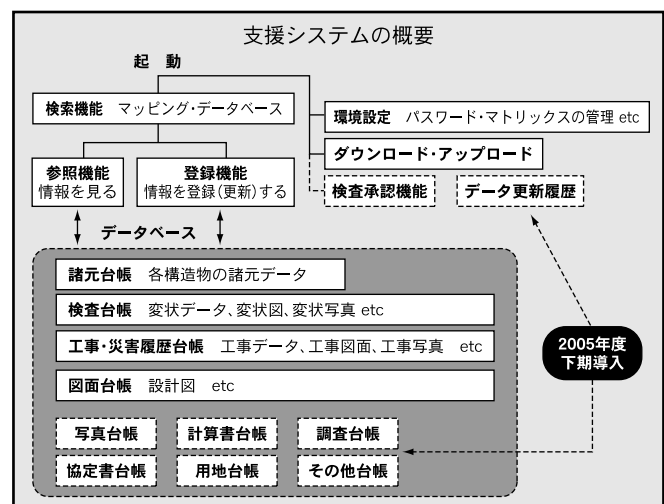 支援システムの概要
起 動
検索機能 マッピング・データベース
環境設定 パスワード・マトリックスの管理 etc
ダウンロード・アップロード
参照機能
情報を見る
登録機能
情報を登録(更新)する
検査承認機能
データ更新履歴
データベース
諸元台帳 各構造物の諸元データ
検査台帳 変状データ、変状図、変状写真 etc
工事・災害履歴台帳 工事データ、工事図面、工事写真 etc
図面台帳 設計図 etc
2005年度
下期導入
写真台帳
計算書台帳
調査台帳
協定書台帳
用地台帳
その他台帳